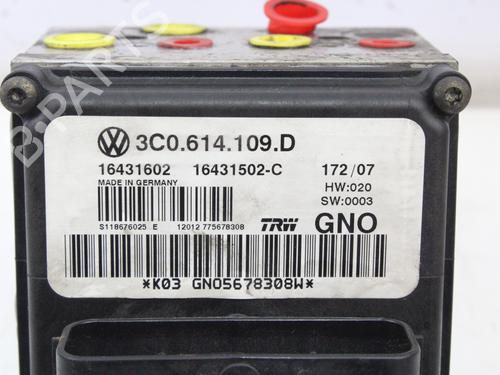 3C0.614.109.D
16431602 16431502-C 172/07
MADE IN GERMANY HW:020
SW:0003
S118676025 E 12012 775678308 TRW GNO
*K03 GNO5678308W*
B-PARTS